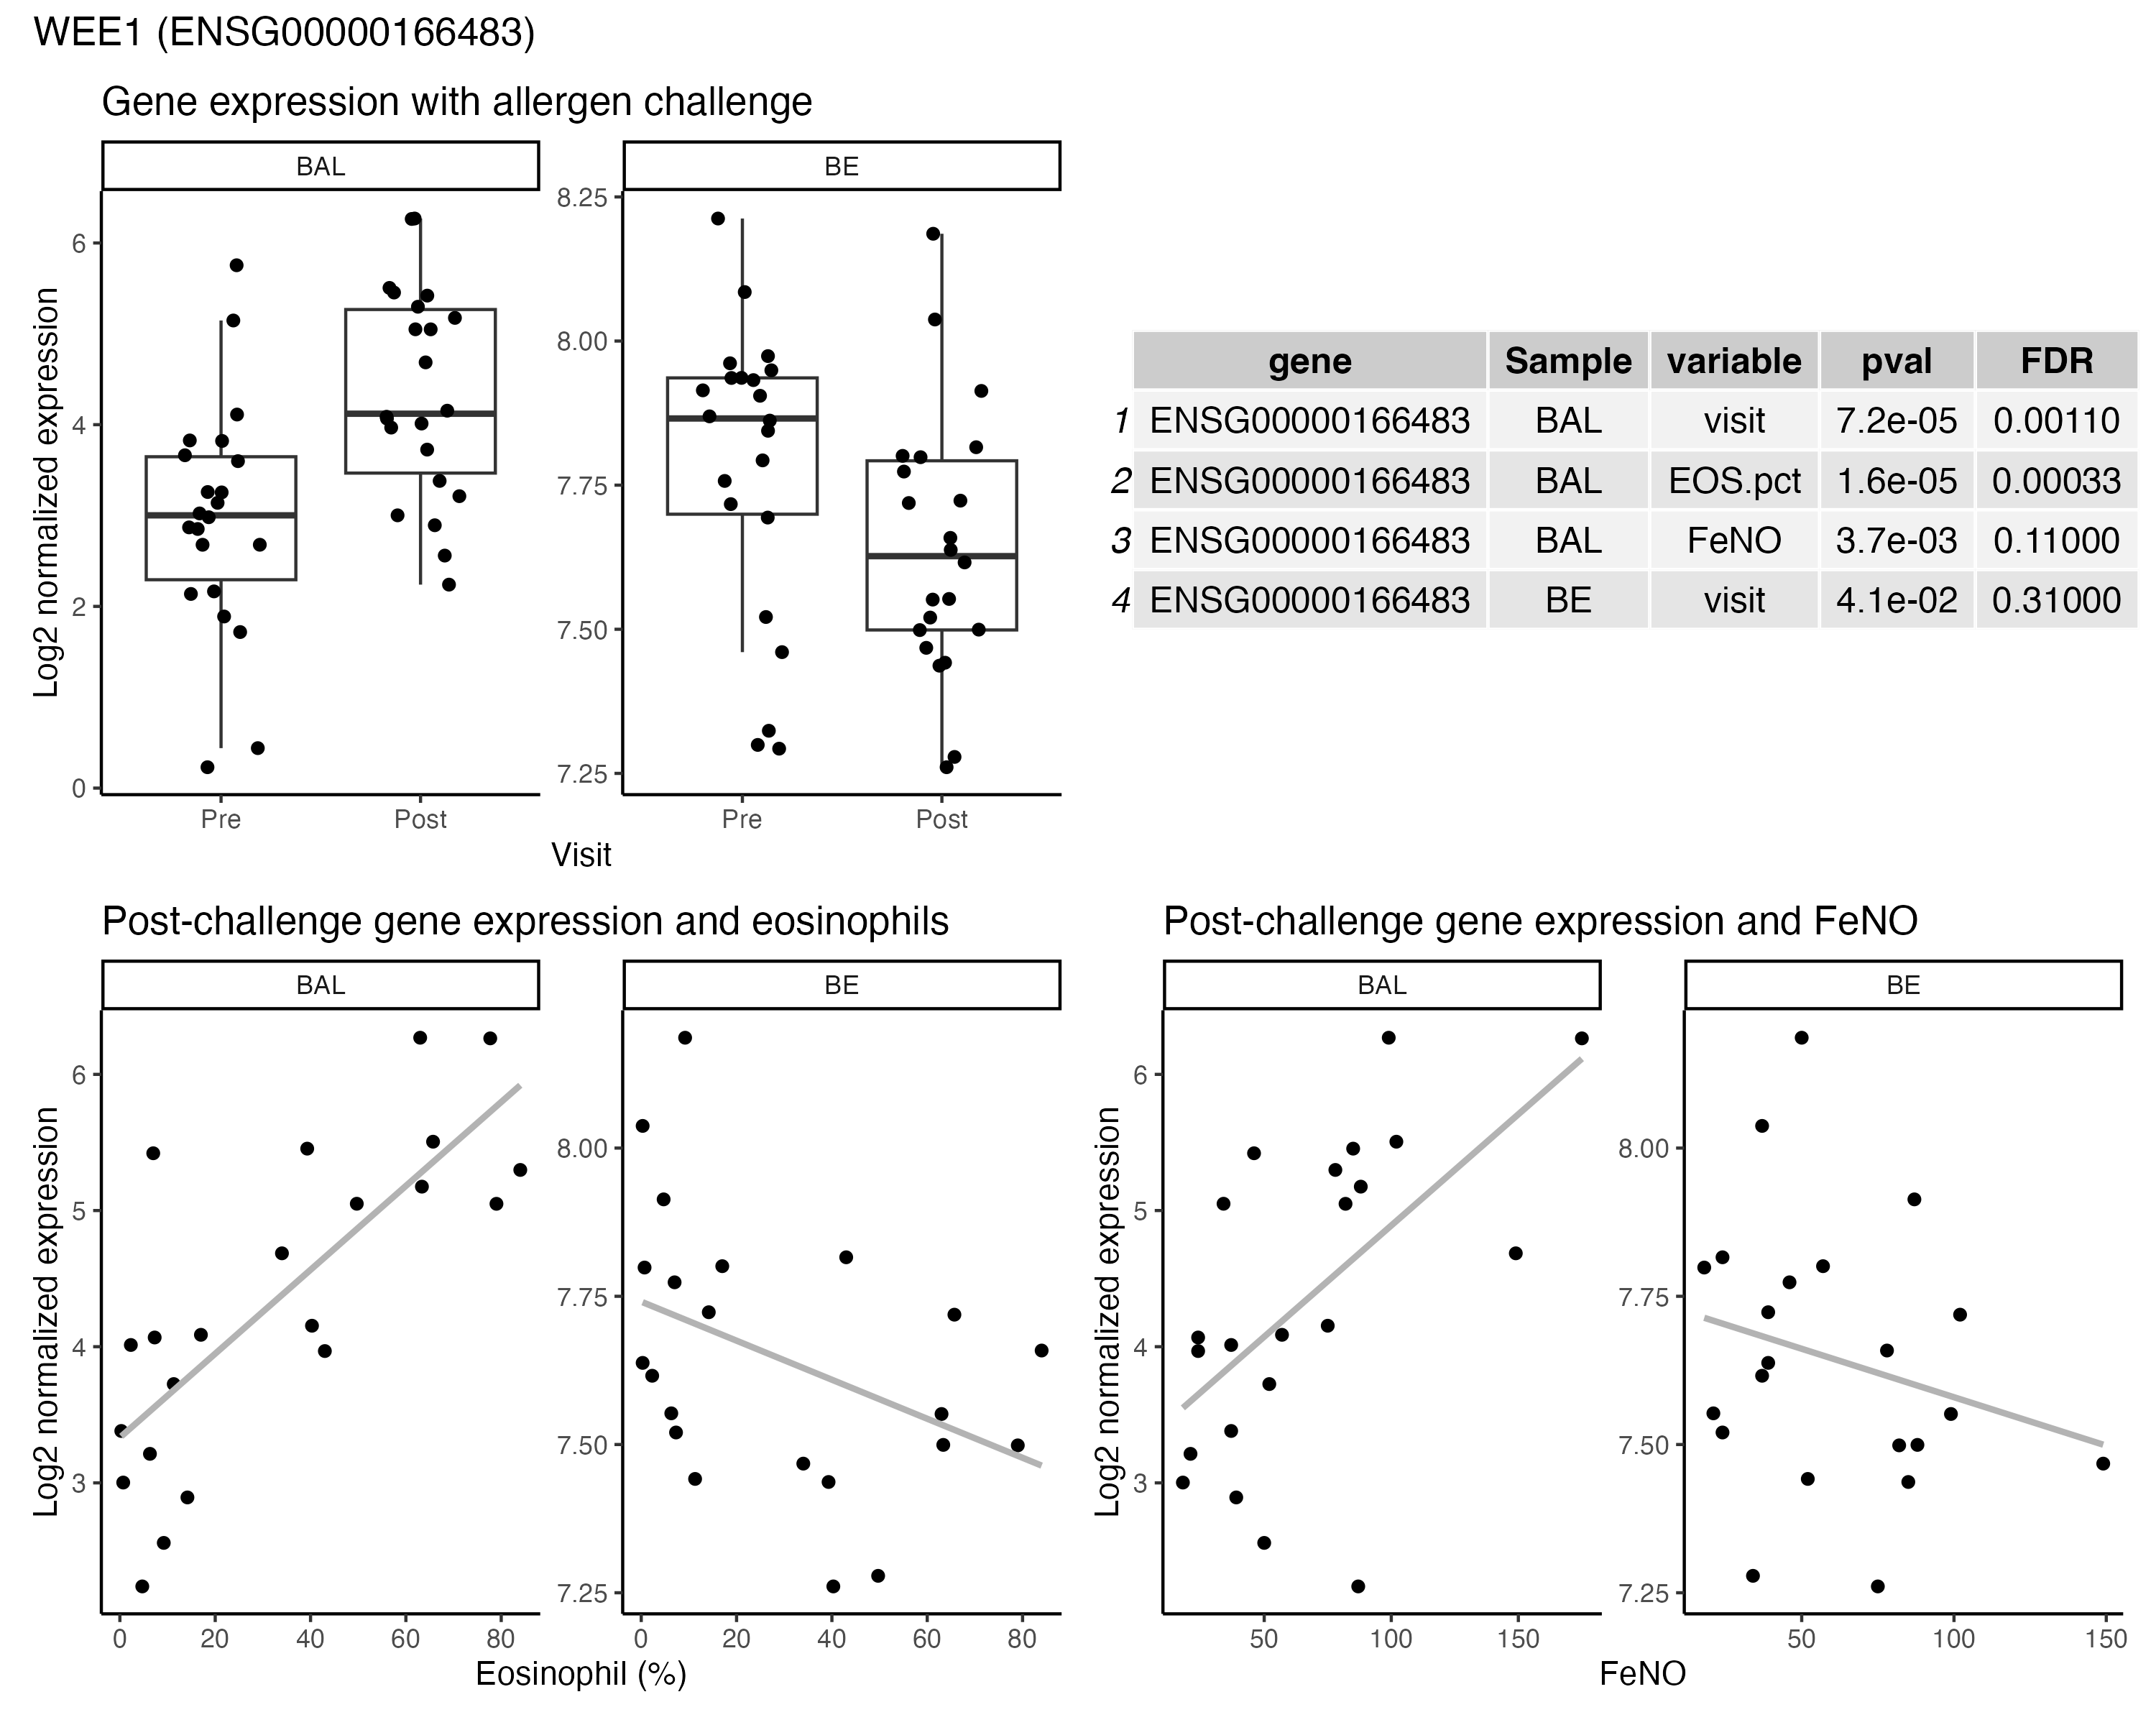 WEE1 (ENSG00000166483)
Gene expression with allergen challenge
BAL
BE
Log2 normalized expression
6
4
2
0
8.25
8.00
7.75
7.50
7.25
Pre
Post
Pre
Post
Visit
gene Sample variable pval FDR
1 ENSG00000166483 BAL visit 7.2e-05 0.00110
2 ENSG00000166483 BAL EOS.pct 1.6e-05 0.00033
3 ENSG00000166483 BAL FeNO 3.7e-03 0.11000
4 ENSG00000166483 BE visit 4.1e-02 0.31000
Post-challenge gene expression and eosinophils
BAL
BE
Log2 normalized expression
6
5
4
3
8.00
7.75
7.50
7.25
0 20 40 60 80
0 20 40 60 80
Eosinophil (%)
Post-challenge gene expression and FeNO
BAL
BE
Log2 normalized expression
6
5
4
3
8.00
7.75
7.50
7.25
50 100 150
50 100 150
FeNO